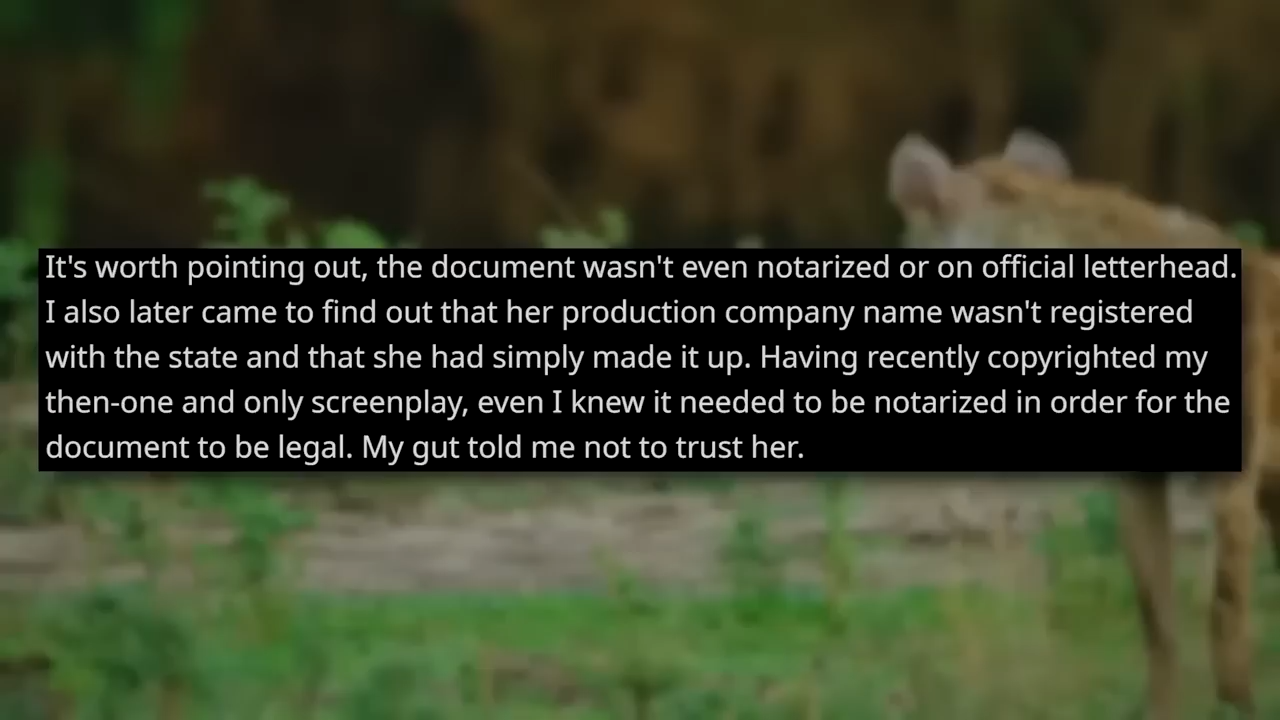 It's worth pointing out, the document wasn't even notarized or on official letterhead.
I also later came to find out that her production company name wasn't registered
with the state and that she had simply made it up. Having recently copyrighted my
then-one and only screenplay, even I knew it needed to be notarized in order for the
document to be legal. My gut told me not to trust her.